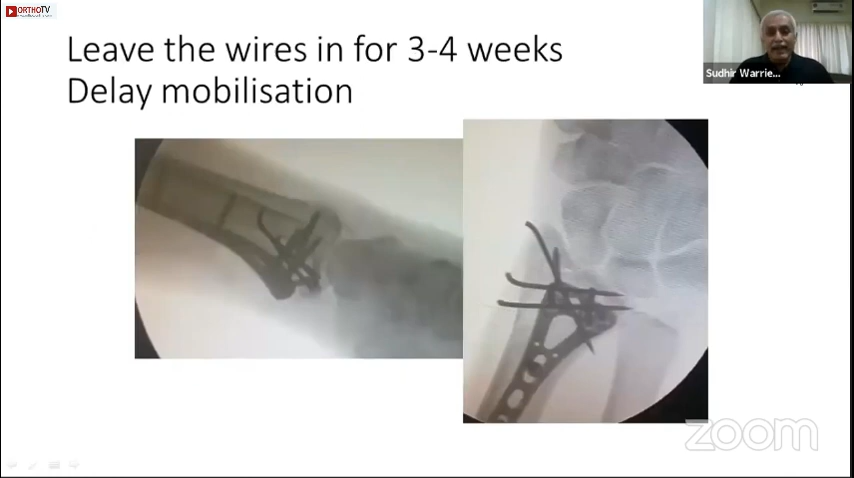 ORTHOTV
Leave the wires in for 3-4 weeks
Delay mobilisation
Sudhir Warrie...
zoom